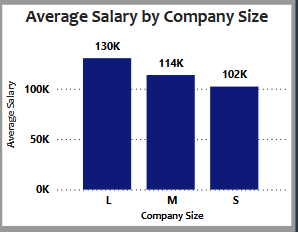 Average Salary by Company Size
130K
114K
102K
100K
50K
0K
Average Salary
L M S
Company Size